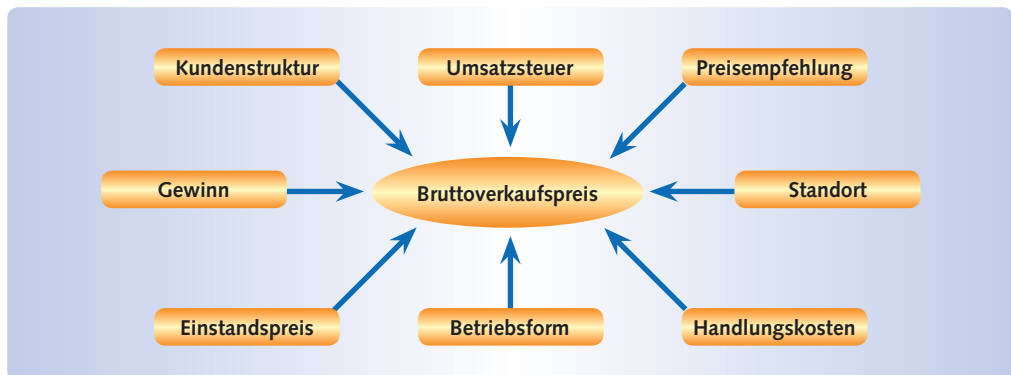 Kundenstruktur
Umsatzsteuer
Preisempfehlung
Gewinn
Bruttoverkaufspreis
Standort
Einstandspreis
Betriebsform
Handlungskosten